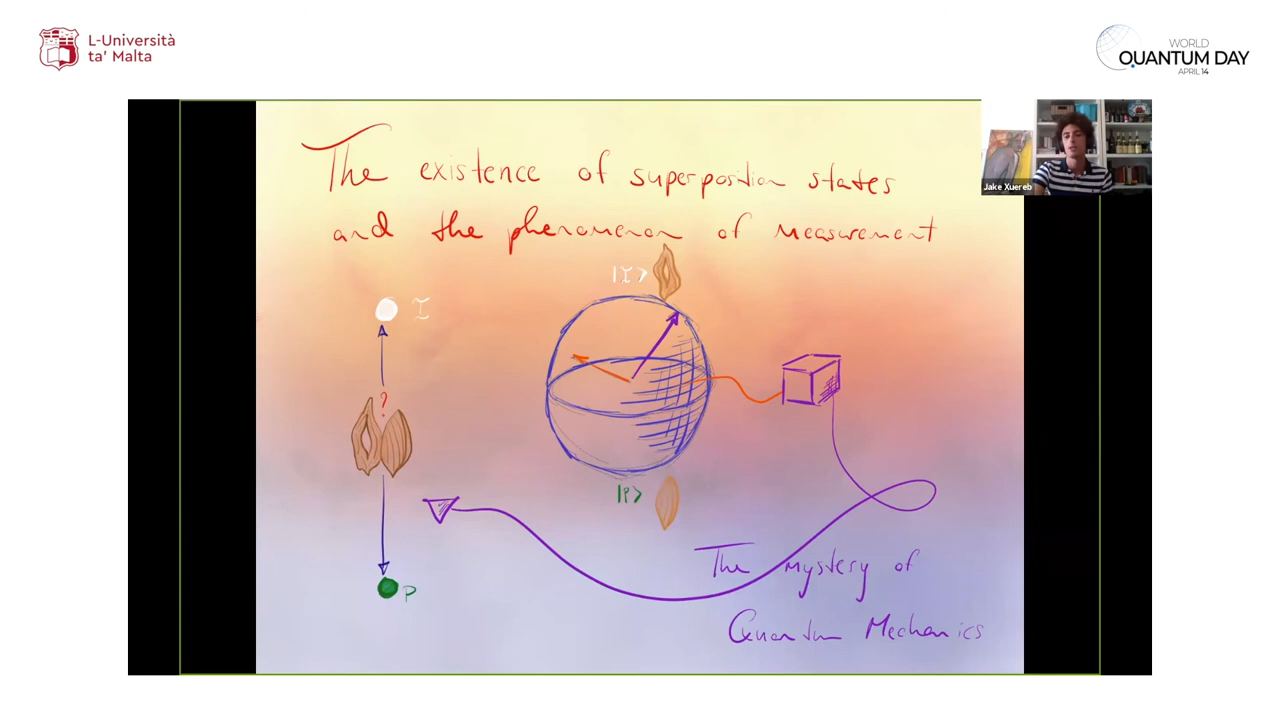 L-Università
ta' Malta
WORLD
QUANTUM DAY
APRIL 14
Jake Xuereb
The existence of superposition states
and the phenomenon of measurement
|I>
I
?
|P>
P
The mystery of
Quantum Mechanics